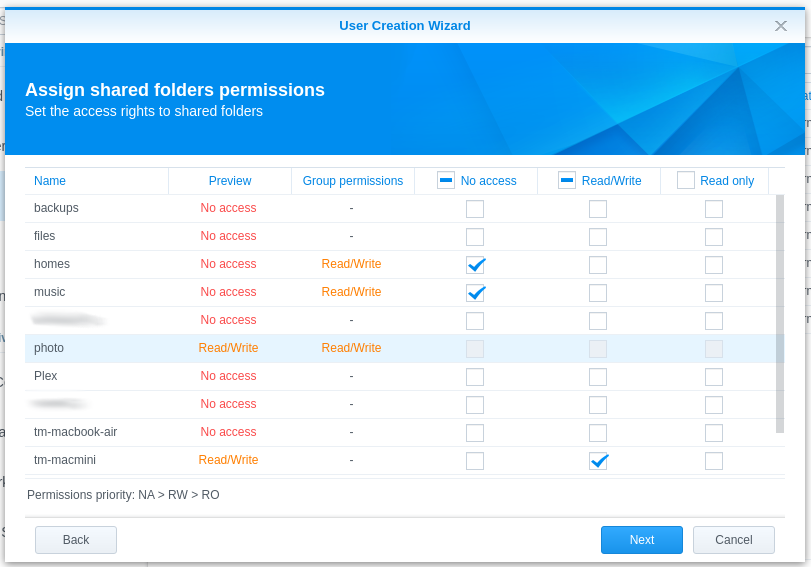 User Creation Wizard
Assign shared folders permissions
Set the access rights to shared folders
Name Preview Group permissions No access Read/Write Read only
backups No access -
files No access -
homes No access Read/Write
music No access Read/Write
No access -
photo Read/Write Read/Write
Plex No access -
No access -
tm-macbook-air No access -
tm-macmini Read/Write -
Permissions priority: NA > RW > RO
Back Next Cancel